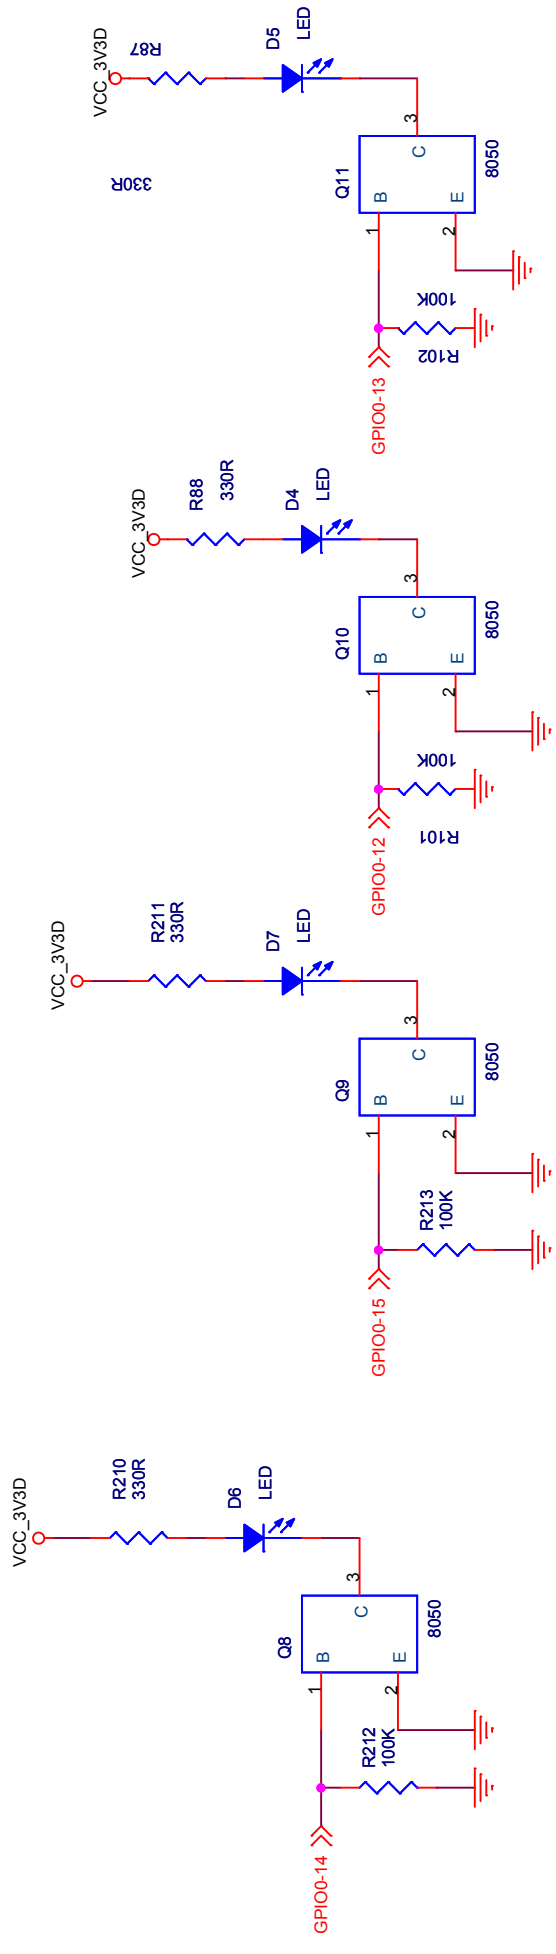 VCC_3V3D
R87
330R
D5
LED
Q11
3
C
B
E
1
2
8050
100K
R102
GPIO0-13
VCC_3V3D
R88
330R
D4
LED
Q10
3
C
B
E
1
2
8050
100K
R101
GPIO0-12
VCC_3V3D
R211
330R
D7
LED
Q9
3
C
B
E
1
2
8050
R213
100K
GPIO0-15
VCC_3V3D
R210
330R
D6
LED
Q8
3
C
B
E
1
2
8050
R212
100K
GPIO0-14